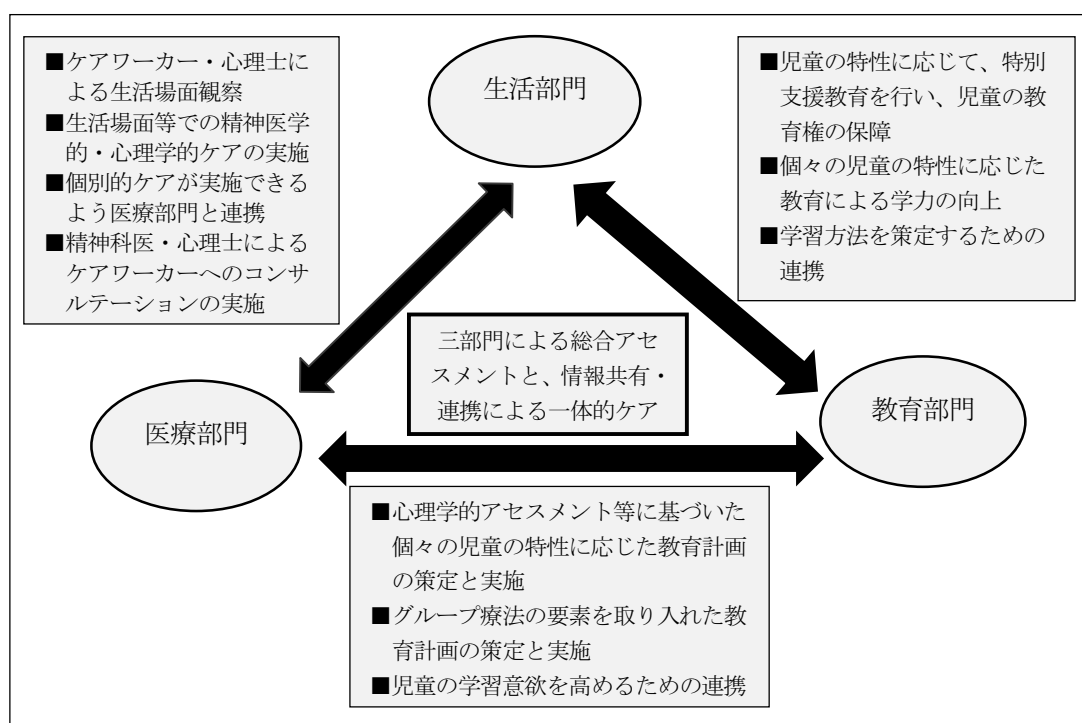 ■ケアワーカー・心理士に
よる生活場面観察
■生活場面等での精神医学
的・心理学的ケアの実施
■個別的ケアが実施できる
よう医療部門と連携
■精神科医・心理士による
ケアワーカーへのコンサ
ルテーションの実施
生活部門
■児童の特性に応じて、特別
支援教育を行い、児童の教
育権の保障
■個々の児童の特性に応じた
教育による学力の向上
■学習方法を策定するための
連携
三部門による総合アセ
スメントと、情報共有・
連携による一体的ケア
医療部門
教育部門
■心理学的アセスメント等に基づいた
個々の児童の特性に応じた教育計画
の策定と実施
■グループ療法の要素を取り入れた教
育計画の策定と実施
■児童の学習意欲を高めるための連携